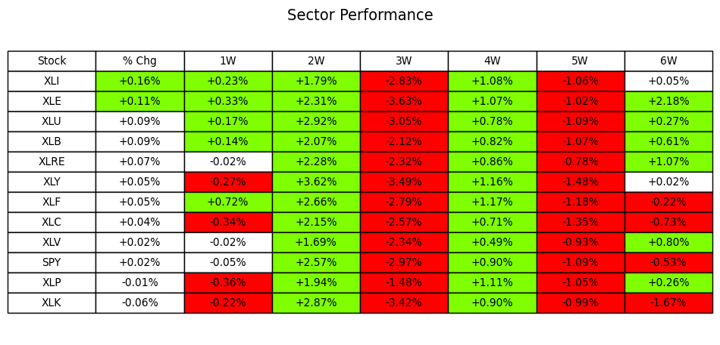 Sector Performance
Stock % Chg 1W 2W 3W 4W 5W 6W
XLI +0.16% +0.23% +1.79% -2.83% +1.08% -1.06% +0.05%
XLE +0.11% +0.33% +2.31% -3.63% +1.07% -1.02% +2.18%
XLU +0.09% +0.17% +2.92% -3.05% +0.78% -1.09% +0.27%
XLB +0.09% +0.14% +2.07% -2.12% +0.82% -1.07% +0.61%
XLRE +0.07% -0.02% +2.28% -2.32% +0.86% -0.78% +1.07%
XLY +0.05% -0.27% +3.62% -3.49% +1.16% -1.48% +0.02%
XLF +0.05% +0.72% +2.66% -2.79% +1.17% -1.18% -0.22%
XLC +0.04% -0.34% +2.15% -2.57% +0.71% -1.35% -0.73%
XLV +0.02% -0.02% +1.69% -2.34% +0.49% -0.93% +0.80%
SPY +0.02% -0.05% +2.57% -2.97% +0.90% -1.09% -0.53%
XLP -0.01% -0.36% +1.94% -1.48% +1.11% -1.05% +0.26%
XLK -0.06% -0.22% +2.87% -3.42% +0.90% -0.99% -1.67%